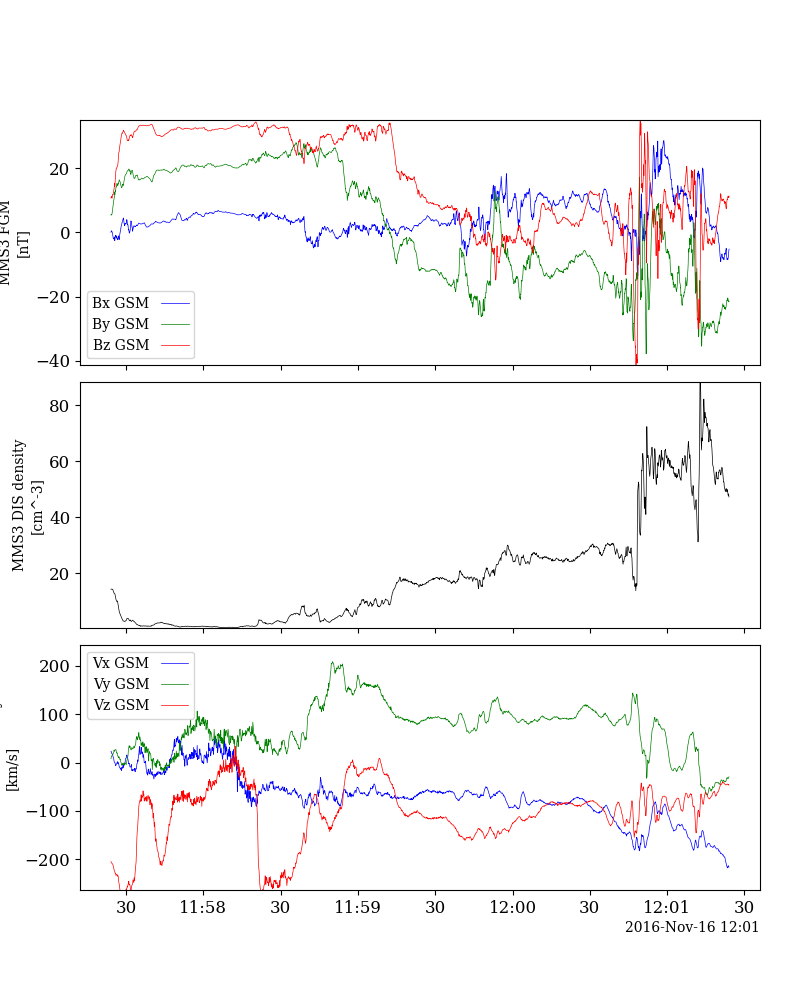 20
0
−20
−40
MMS3 FGM
[nT]
Bx GSM
By GSM
Bz GSM
80
60
40
20
MMS3 DIS density
[cm^-3]
200
100
0
−100
−200
[km/s]
Vx GSM
Vy GSM
Vz GSM
30 11:58 30 11:59 30 12:00 30 12:01 30
2016-Nov-16 12:01